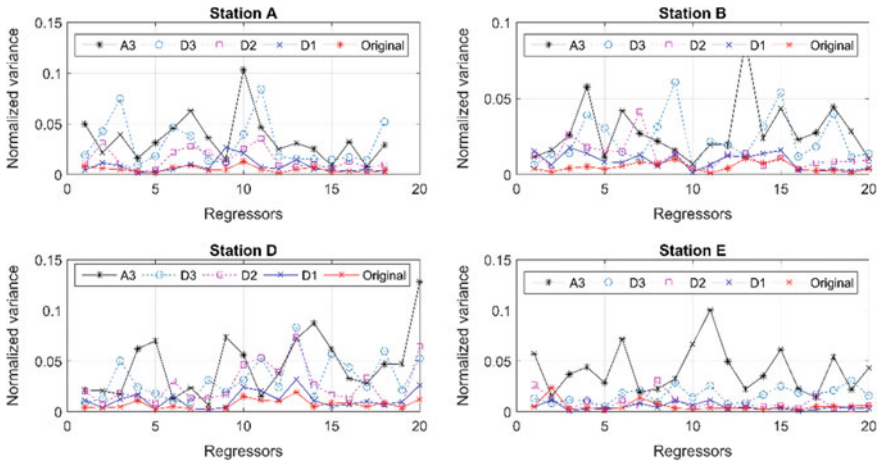 Station A
Normalized variance
0.15
0.1
0.05
0
A3 D3 D2 D1 Original
0 5 10 15 20
Regressors
Station B
Normalized variance
0.10
0.05
0
A3 D3 D2 D1 Original
0 5 10 15 20
Regressors
Station D
Normalized variance
0.15
0.1
0.05
0
A3 D3 D2 D1 Original
0 5 10 15 20
Regressors
Station E
Normalized variance
0.15
0.1
0.05
0
A3 D3 D2 D1 Original
0 5 10 15 20
Regressors